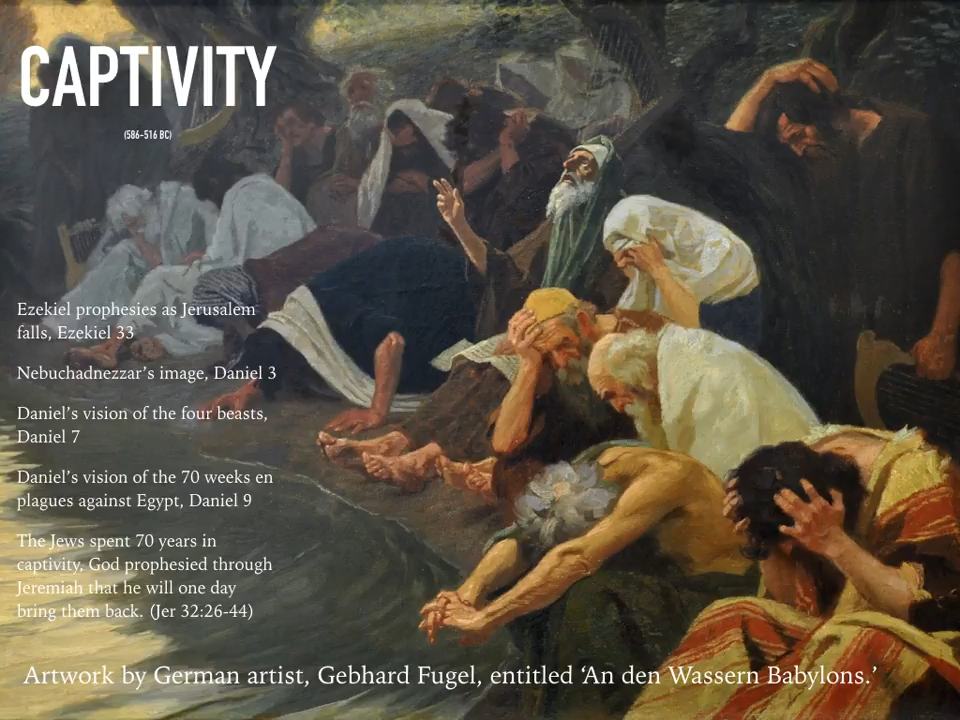 CAPTIVITY
(586-516 BC)
Ezekiel prophesies as Jerusalem
falls, Ezekiel 33
Nebuchadnezzar’s image, Daniel 3
Daniel’s vision of the four beasts,
Daniel 7
Daniel’s vision of the 70 weeks en
plagues against Egypt, Daniel 9
The Jews spent 70 years in
captivity, God prophesied through
Jeremiah that he will one day
bring them back. (Jer 32:26-44)
Artwork by German artist, Gebhard Fugel, entitled ‘An den Wassern Babylons.’